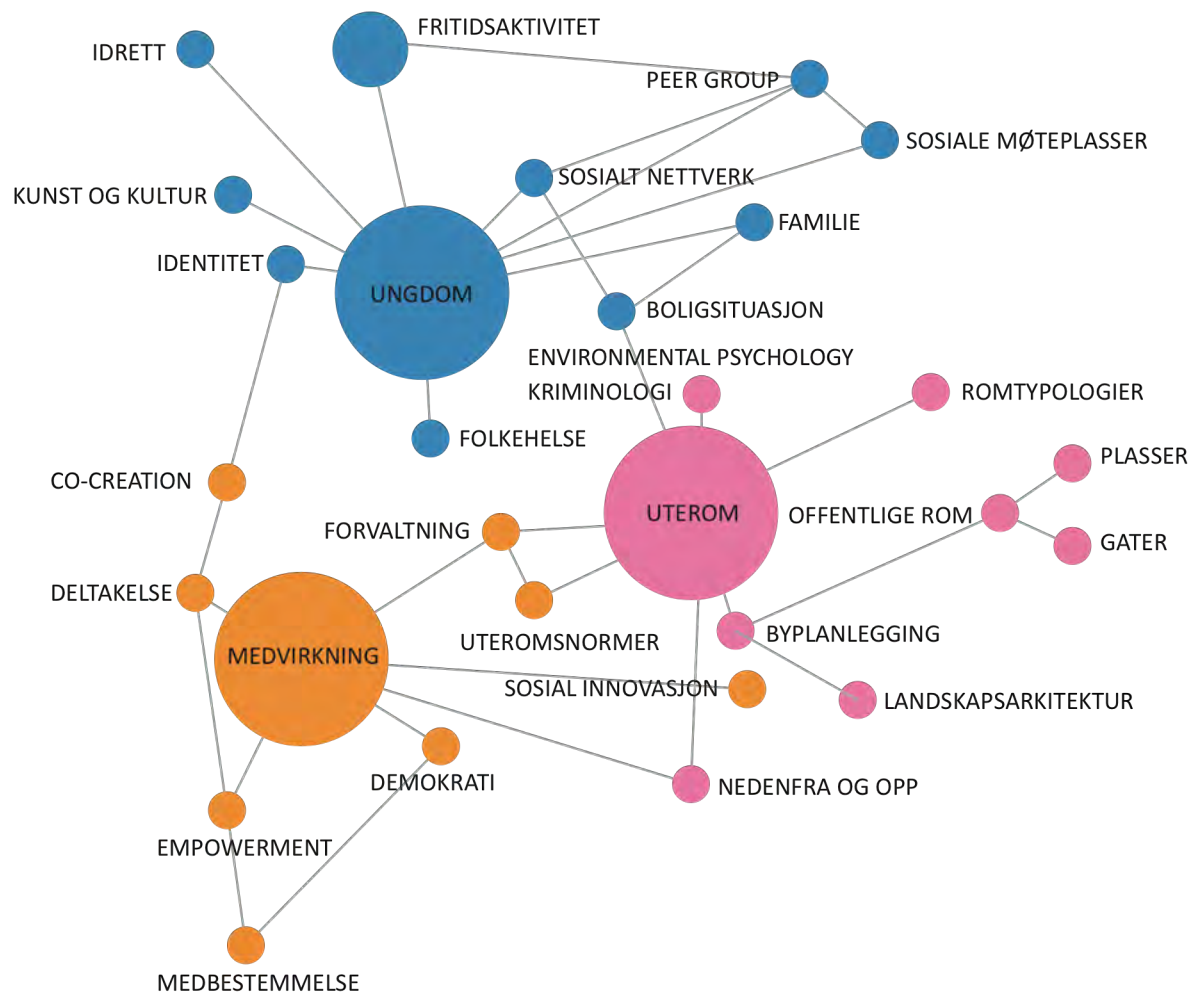 FRITIDSAKTIVITET
IDRETT
PEER GROUP
SOSIALE MØTEPLASSER
SOSIALT NETTVERK
KUNST OG KULTUR
FAMILIE
IDENTITET
UNGDOM
BOLIGSITUASJON
ENVIRONMENTAL PSYCHOLOGY
KRIMINOLOGI
ROMTYPOLOGIER
FOLKEHELSE
PLASSER
CO-CREATION
UTEROM
OFFENTLIGE ROM
FORVALTNING
GATER
DELTAKELSE
BYPLANLEGGING
UTEROMSNORMER
MEDVIRKNING
SOSIAL INNOVASJON
LANDSKAPSARKITEKTUR
DEMOKRATI
NEDENFRA OG OPP
EMPOWERMENT
MEDBESTEMMELSE